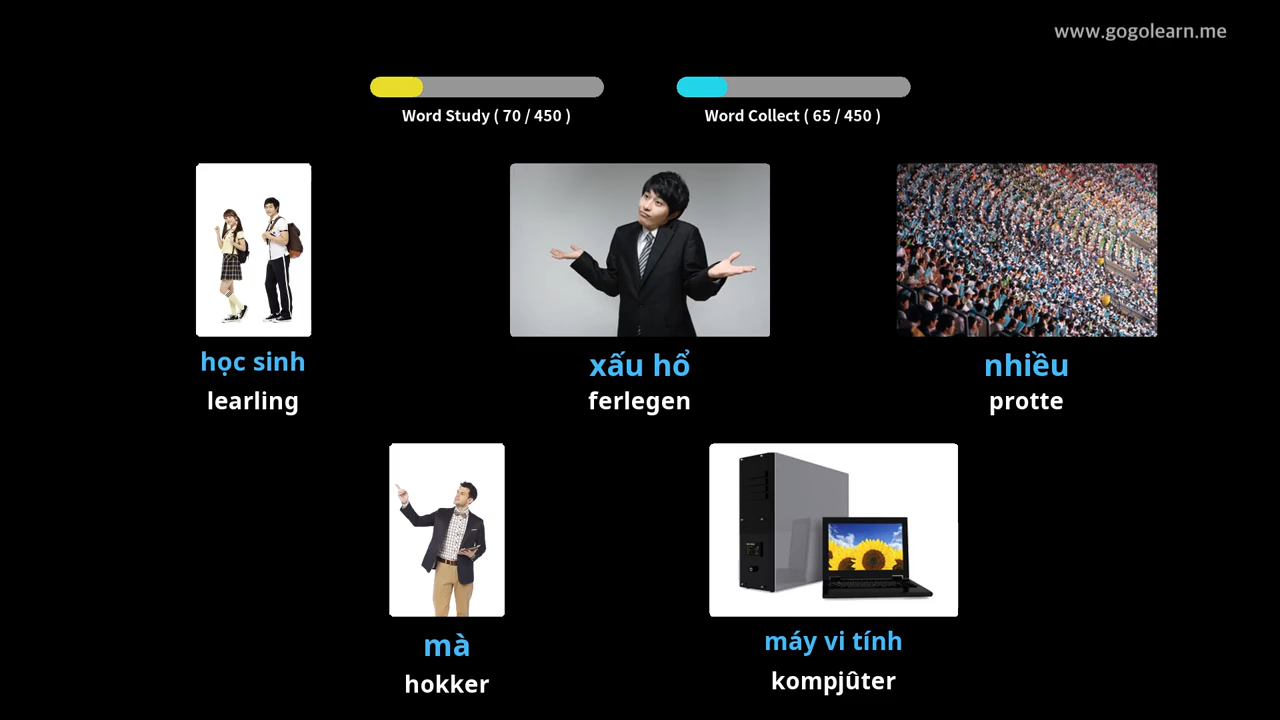 www.gogolearn.me
Word Study ( 70 / 450 )
Word Collect ( 65 / 450 )
học sinh
learling
xấu hổ
ferlegen
nhiều
protte
mà
hokker
máy vi tính
kompjûter